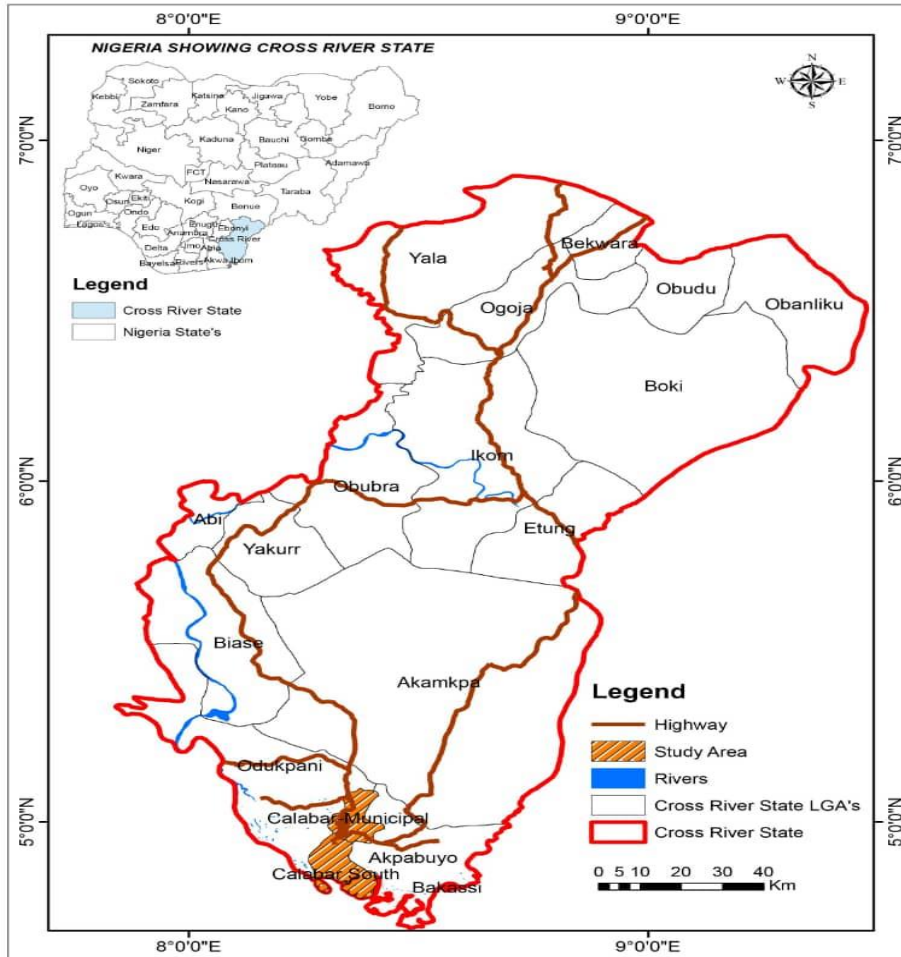 8°0'0"E 9°0'0"E
NIGERIA SHOWING CROSS RIVER STATE
N
W E
S
Sokoto
Kebbi
Zamfara
Katsina
Kano
Jigawa
Yobe
Borno
Kaduna
Bauchi
Gombe
Adamawa
Niger
Plateau
Kwara
FCT
Nasarawa
Taraba
Oyo
Osun
Ekiti
Kogi
Benue
Ogun
Ondo
Lagos's
Edo
Enugu
Ebonyi
Anambra
Cross River
Delta
Imo
Abia
Bayelsa
Rivers
Akwa Ibom
Legend
Cross River State
Nigeria State's
7°0'0"N 7°0'0"N
Yala
Bekwara
Obudu
Obanliku
Ogoja
Boki
Ikom
6°0'0"N 6°0'0"N
Obubra
Abi
Etung
Yakurr
Biase
Akamkpa
Odukpani
Calabar-Municipal
5°0'0"N 5°0'0"N
Akpabuyo
Calabar South
Bakassi
Legend
Highway
Study Area
Rivers
Cross River State LGA's
Cross River State
0 5 10 20 30 40
Km
8°0'0"E 9°0'0"E